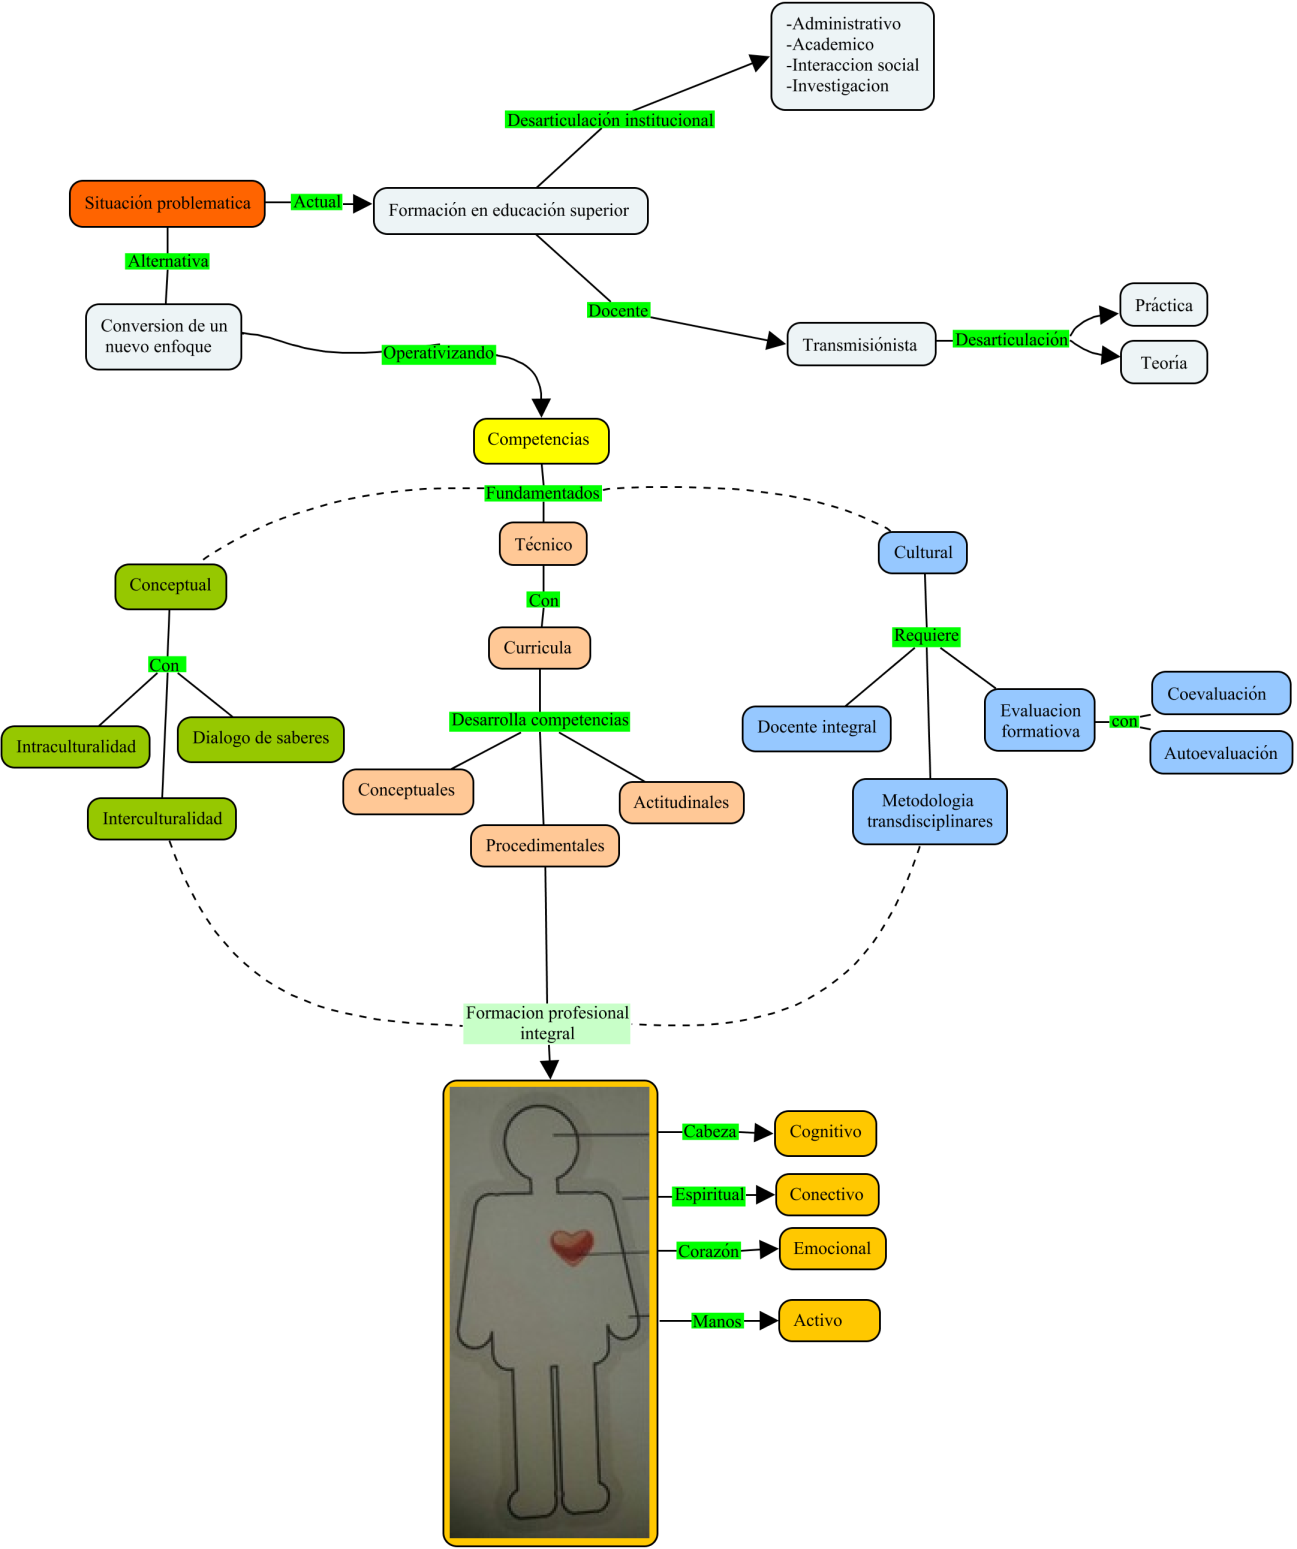 -Administrativo
-Academico
-Interaccion social
-Investigacion
Desarticulación institucional
Situación problematica
Actual
Formación en educación superior
Alternativa
Conversion de un
nuevo enfoque
Operativizando
Docente
Transmisiónista
Desarticulación
Práctica
Teoría
Competencias
Fundamentados
Conceptual
Con
Intraculturalidad
Dialogo de saberes
Interculturalidad
Técnico
Con
Curricula
Desarrolla competencias
Conceptuales
Actitudinales
Procedimentales
Cultural
Requiere
Docente integral
Evaluacion
formatiova
con
Coevaluación
Autoevaluación
Metodologia
transdisciplinares
Formacion profesional
integral
Cabeza
Cognitivo
Espiritual
Conectivo
Corazón
Emocional
Manos
Activo